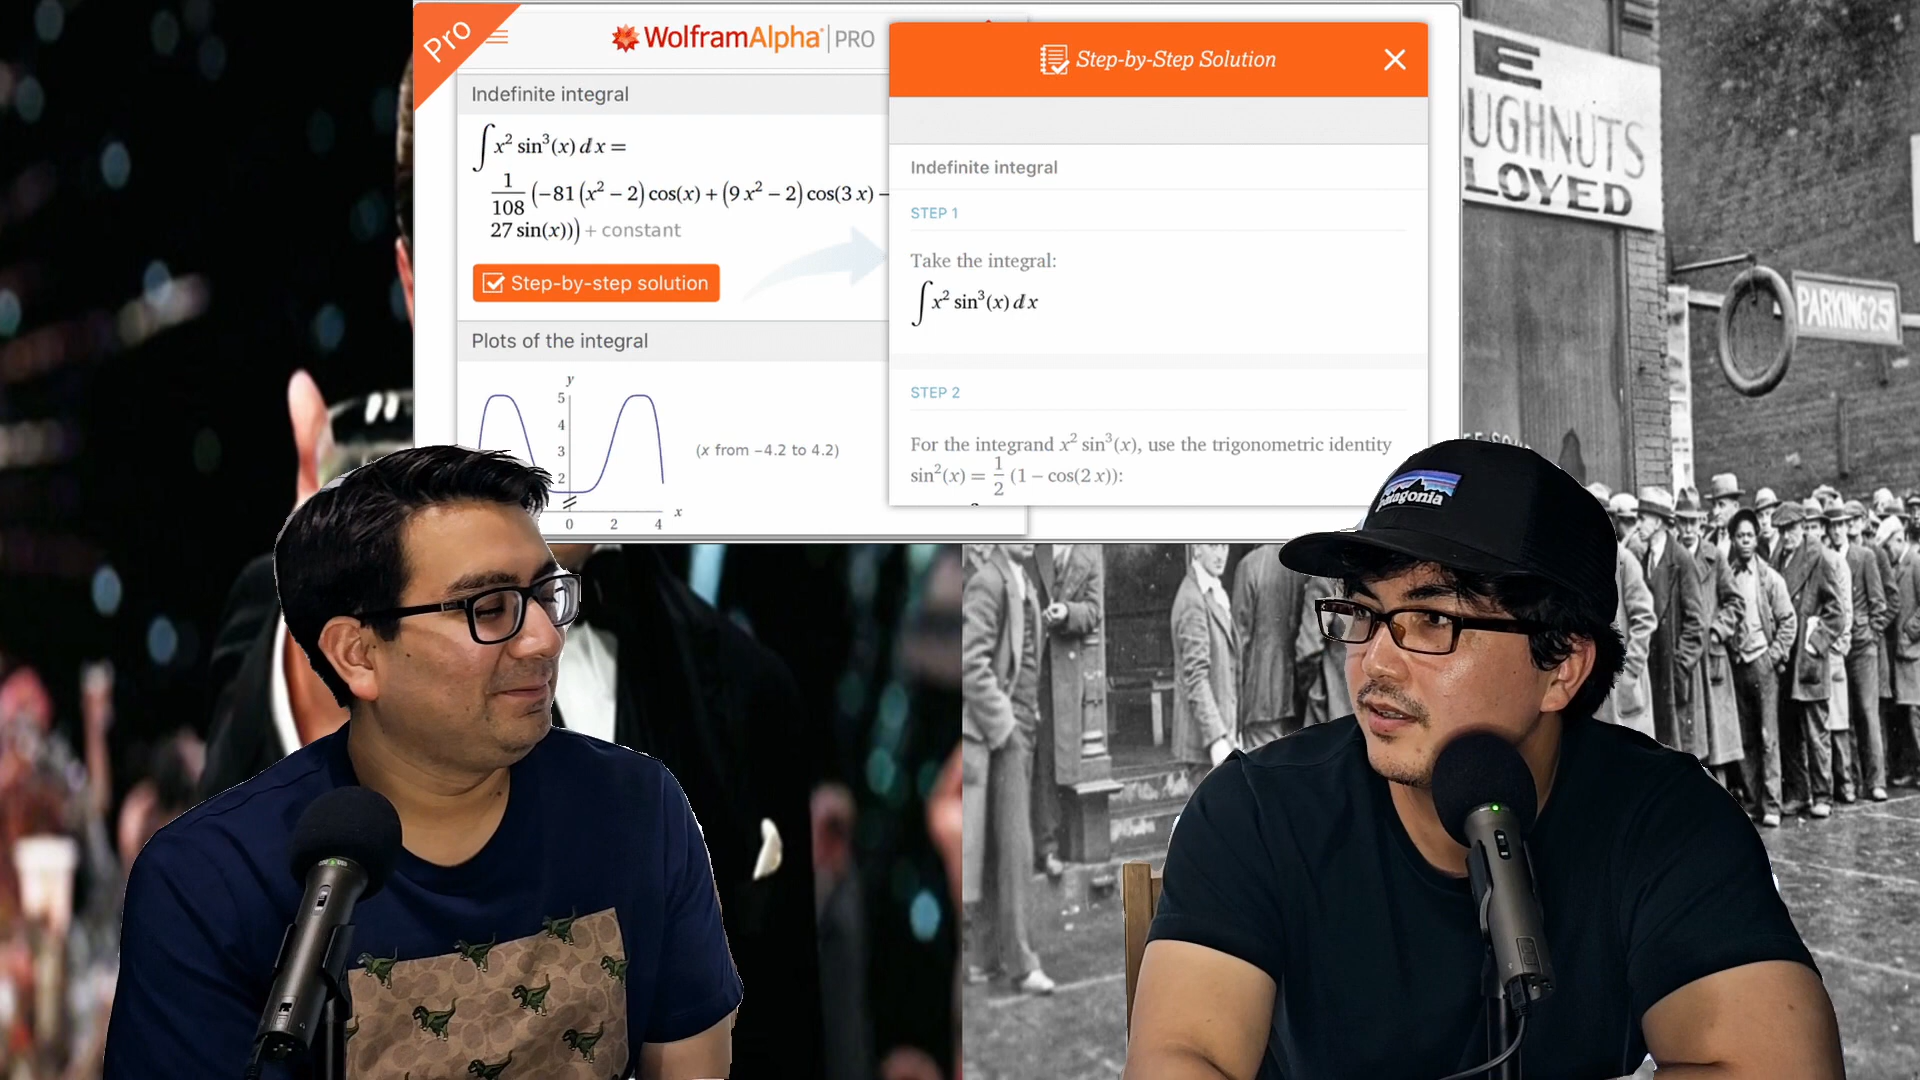 Pro
WolframAlpha | PRO
Indefinite integral
∫ x² sin³(x) dx =
1/108 (−81 (x² − 2) cos(x) + (9 x² − 2) cos(3 x) −
27 sin(x))) + constant
Step-by-step solution
Plots of the integral
y
5
4
3
2
0 2 4
x
(x from −4.2 to 4.2)
Step-by-Step Solution
Indefinite integral
STEP 1
Take the integral:
∫ x² sin³(x) dx
STEP 2
For the integrand x² sin³(x), use the trigonometric identity
sin²(x) = 1/2 (1 − cos(2 x)):
E
UGHNUTS
LOYED
PARKING 25
patagonia